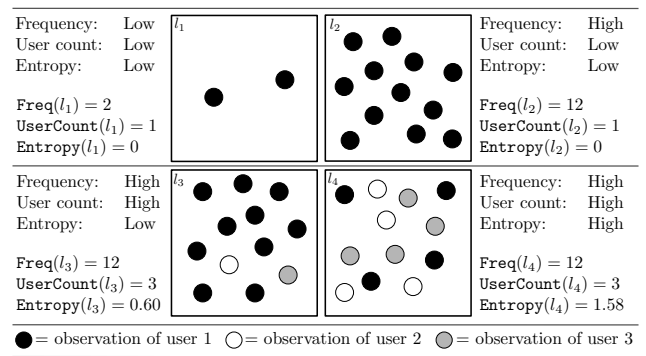 Frequency: Low
User count: Low
Entropy: Low
Freq(l₁) = 2
UserCount(l₁) = 1
Entropy(l₁) = 0
l₁
l₂
Frequency: High
User count: Low
Entropy: Low
Freq(l₂) = 12
UserCount(l₂) = 1
Entropy(l₂) = 0
Frequency: High
User count: High
Entropy: Low
Freq(l₃) = 12
UserCount(l₃) = 3
Entropy(l₃) = 0.60
l₃
l₄
Frequency: High
User count: High
Entropy: High
Freq(l₄) = 12
UserCount(l₄) = 3
Entropy(l₄) = 1.58
= observation of user 1 = observation of user 2 = observation of user 3